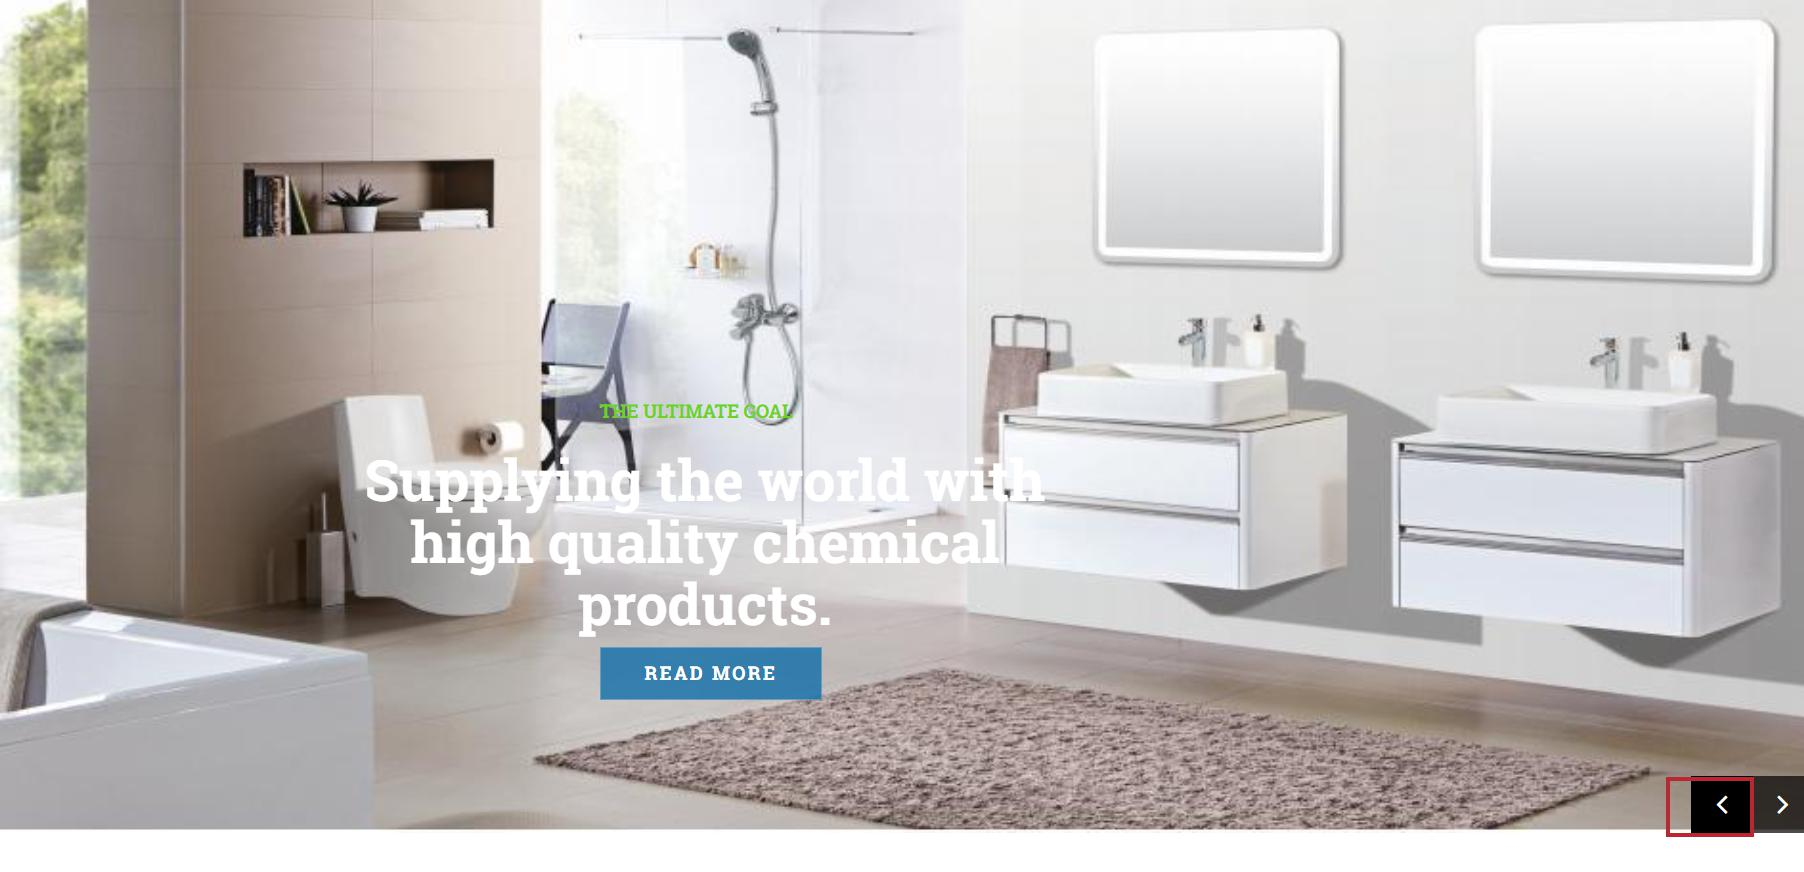 THE ULTIMATE GOAL
Supplying the world with
high quality chemical
products.
READ MORE